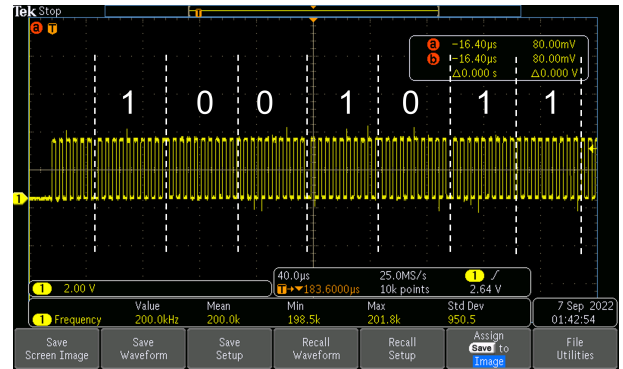 Tek Stop
a T
a -16.40µs 80.00mV
b -16.40µs 80.00mV
Δ0.000 s Δ0.000 V
1 0 0 1 0 1 1
1
40.0µs 25.0MS/s 1
1 2.00 V T→▼183.6000µs 10k points 2.64 V
Value Mean Min Max Std Dev
1 Frequency 200.0kHz 200.0k 198.5k 201.8k 950.5
7 Sep 2022
01:42:54
Save Screen Image
Save Waveform
Save Setup
Recall Waveform
Recall Setup
Assign Save to Image
File Utilities